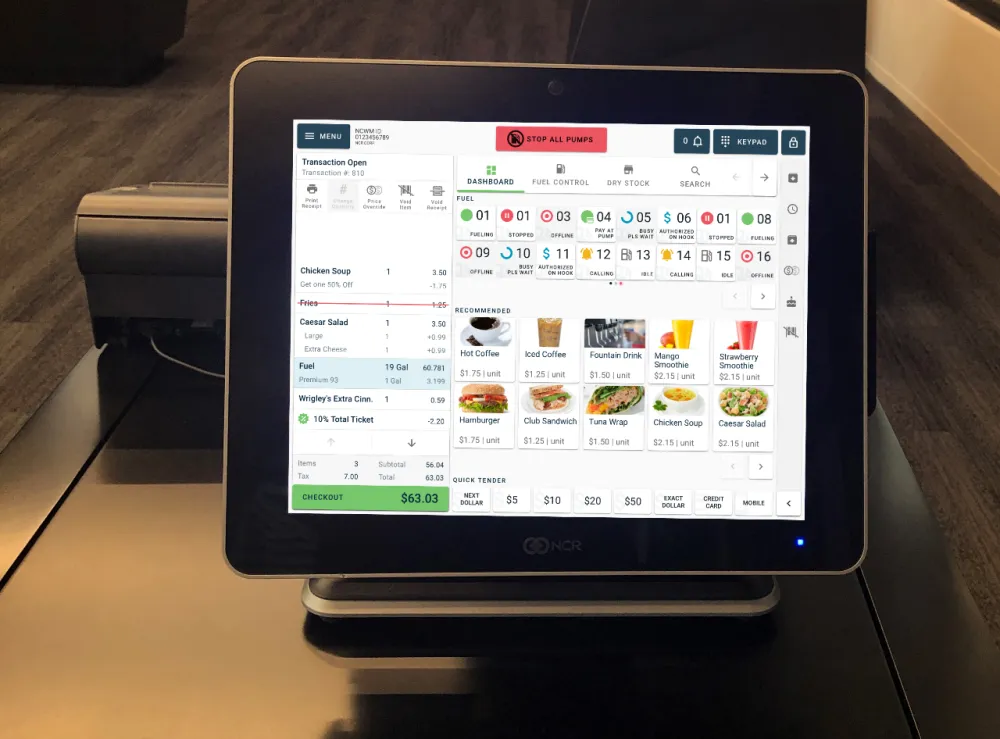 MENU
NCWM ID
0123456789
NCR CORP
STOP ALL PUMPS
0
KEYPAD
Transaction Open
Transaction #: 810
Print Receipt
Price Override
Void Item
Void Receipt
DASHBOARD
FUEL CONTROL
DRY STOCK
SEARCH
FUEL
01 FUELING
01 STOPPED
03 OFFLINE
04 PAY AT PUMP
05 BUSY PLS WAIT
$ 06 AUTHORIZED ON HOOK
01 STOPPED
08 FUELING
09 OFFLINE
10 BUSY PLS WAIT
$ 11 AUTHORIZED ON HOOK
12 CALLING
13 IDLE
14 CALLING
15 IDLE
16 OFFLINE
Chicken Soup 1 3.50
Get one 50% Off -1.75
Fries 1 1.25
Caesar Salad 1 3.50
Large 1 +0.99
Extra Cheese 1 +0.99
Fuel 19 Gal 60.781
Premium 93 1 Gal 3.199
Wrigley's Extra Cinn. 1 0.59
10% Total Ticket -2.20
Items 3 Subtotal 56.04
Tax 7.00 Total 63.03
CHECKOUT $63.03
RECOMMENDED
Hot Coffee
$1.75 | unit
Iced Coffee
$1.25 | unit
Fountain Drink
$1.50 | unit
Mango Smoothie
$2.15 | unit
Strawberry Smoothie
$2.15 | unit
Hamburger
$1.75 | unit
Club Sandwich
$1.25 | unit
Tuna Wrap
$1.50 | unit
Chicken Soup
$2.15 | unit
Caesar Salad
$2.15 | unit
QUICK TENDER
NEXT DOLLAR
$5
$10
$20
$50
EXACT DOLLAR
CREDIT CARD
MOBILE
NCR